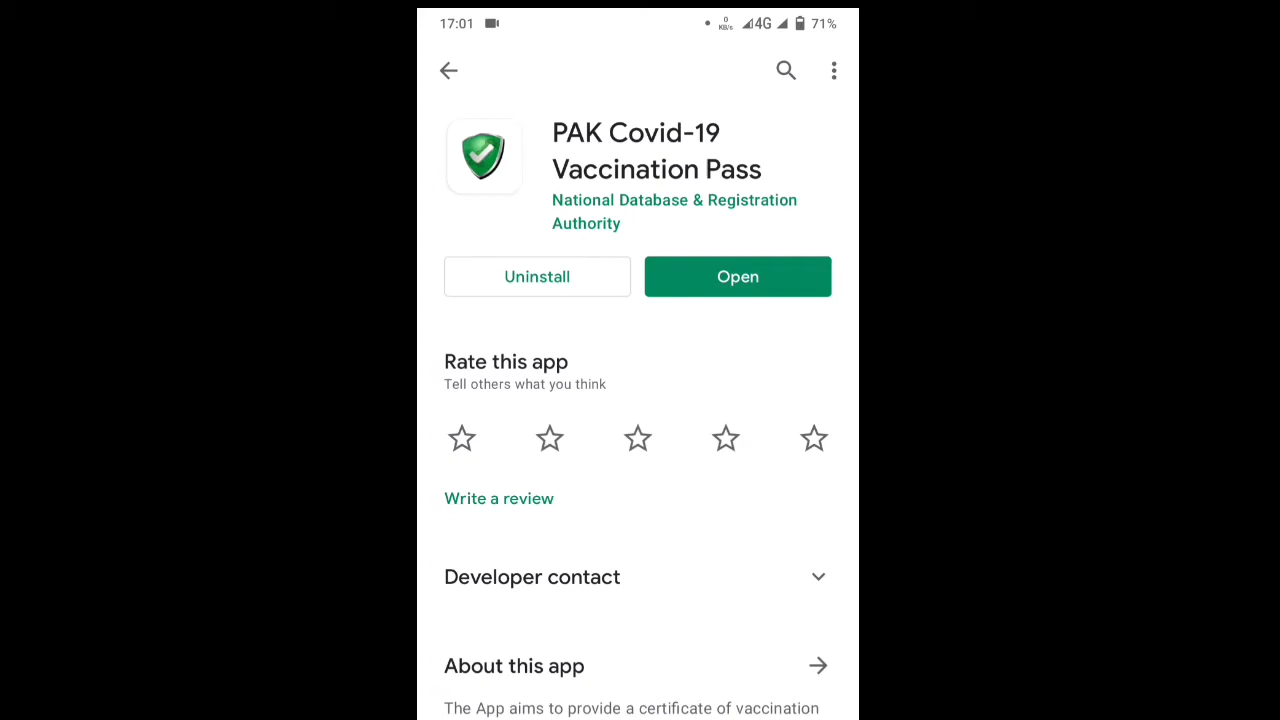 17:01 0 KB/s 4G 71%
PAK Covid-19
Vaccination Pass
National Database & Registration
Authority
Uninstall Open
Rate this app
Tell others what you think
Write a review
Developer contact
About this app
The App aims to provide a certificate of vaccination